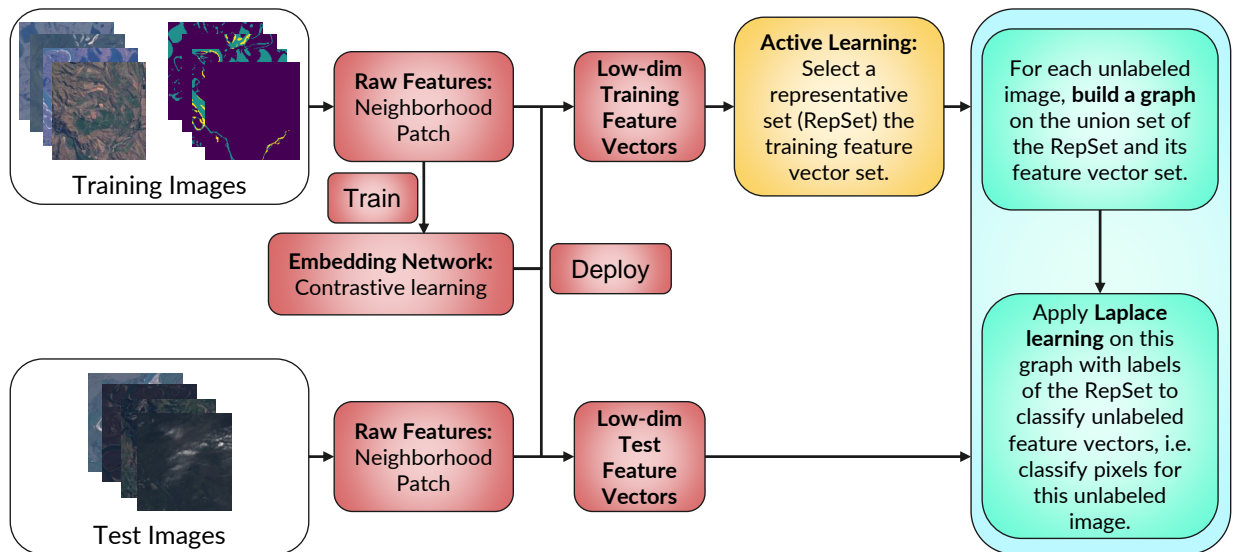 Training Images
Raw Features:
Neighborhood
Patch
Train
Embedding Network:
Contrastive learning
Deploy
Low-dim
Training
Feature
Vectors
Active Learning:
Select a
representative
set (RepSet) the
training feature
vector set.
For each unlabeled
image, build a graph
on the union set of
the RepSet and its
feature vector set.
Apply Laplace
learning on this
graph with labels
of the RepSet to
classify unlabeled
feature vectors, i.e.
classify pixels for
this unlabeled
image.
Test Images
Raw Features:
Neighborhood
Patch
Low-dim
Test
Feature
Vectors